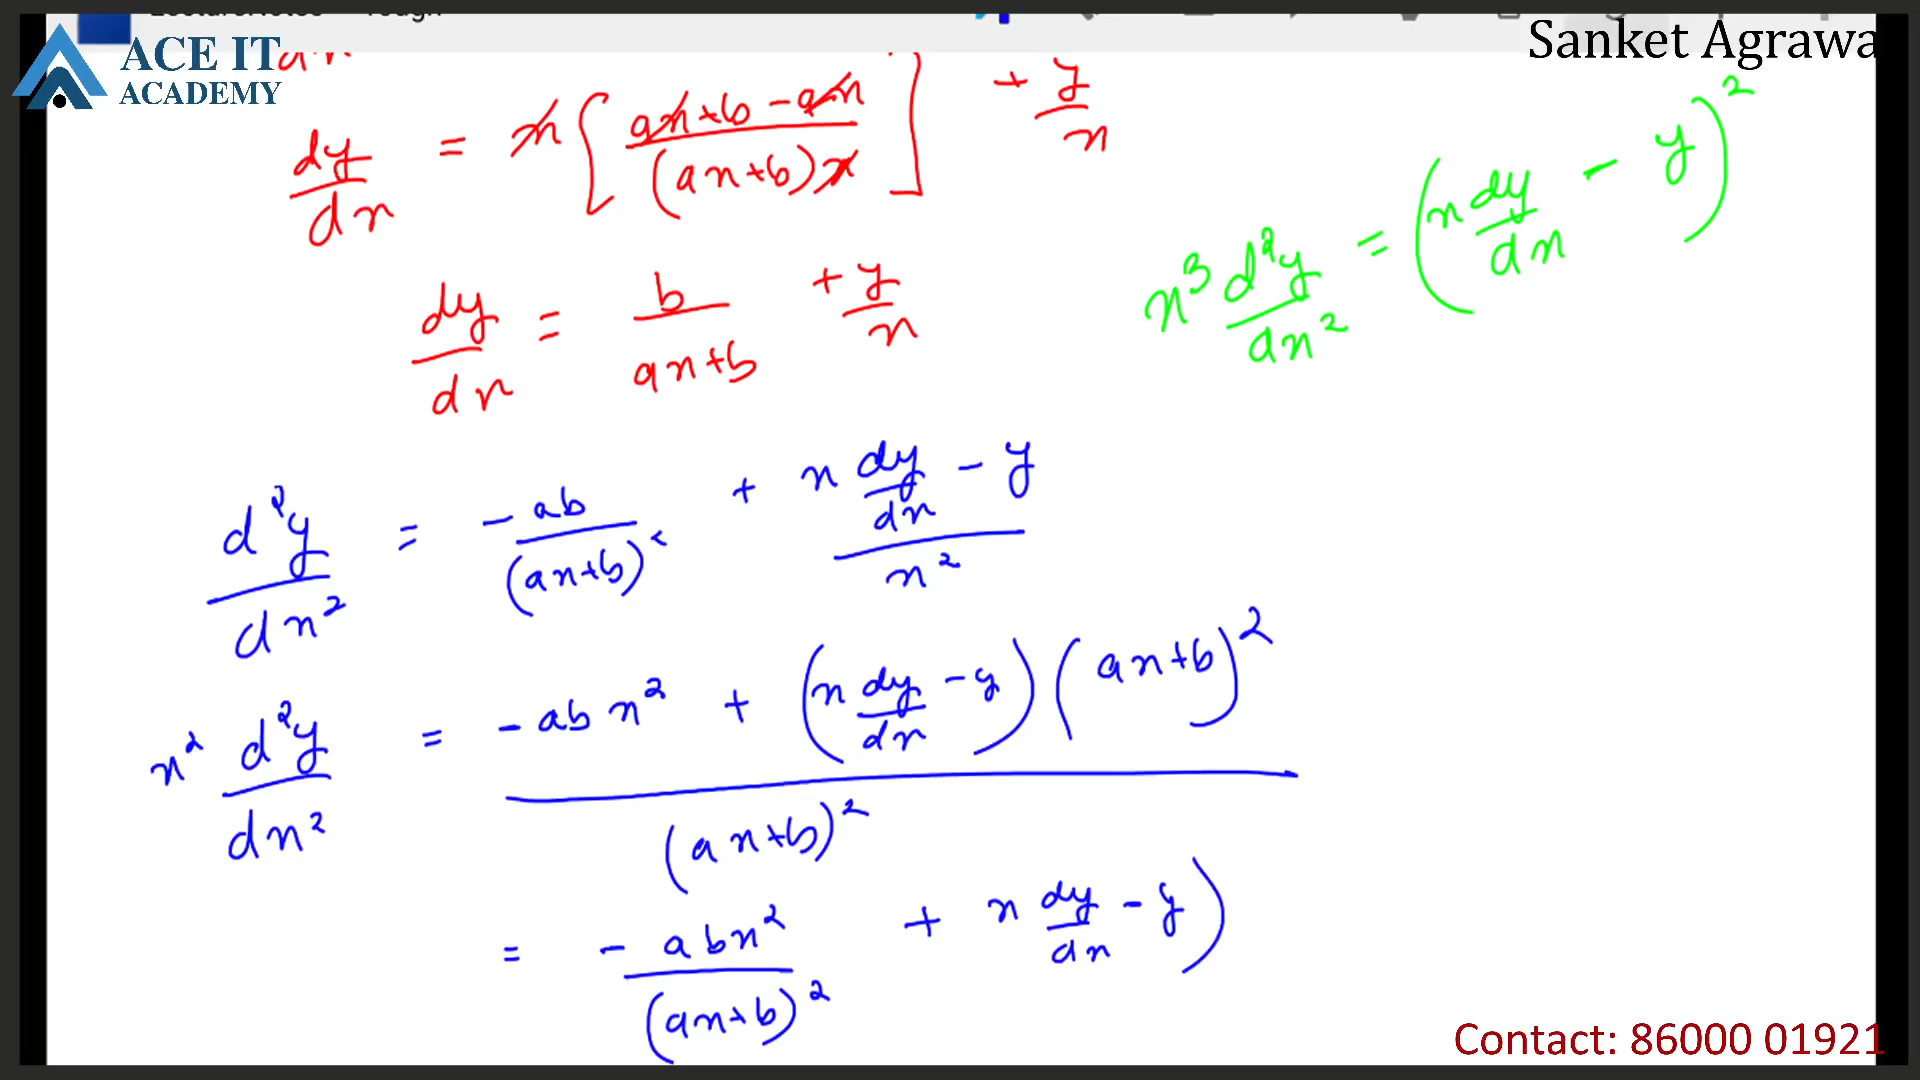 ACE IT
ACADEMY
Sanket Agrawa
dy/dx = x [ (ax+b - ax) / (ax+b)x ] + y/x
dy/dx = b/(ax+b) + y/x
x³ d²y/dx² = (x dy/dx - y)²
d²y/dx² = -ab/(ax+b)² + (x dy/dx - y)/x²
x² d²y/dx² = (-abx² + (x dy/dx - y)(ax+b)²) / (ax+b)²
= -abx²/(ax+b)² + x dy/dx - y)
Contact: 86000 01921